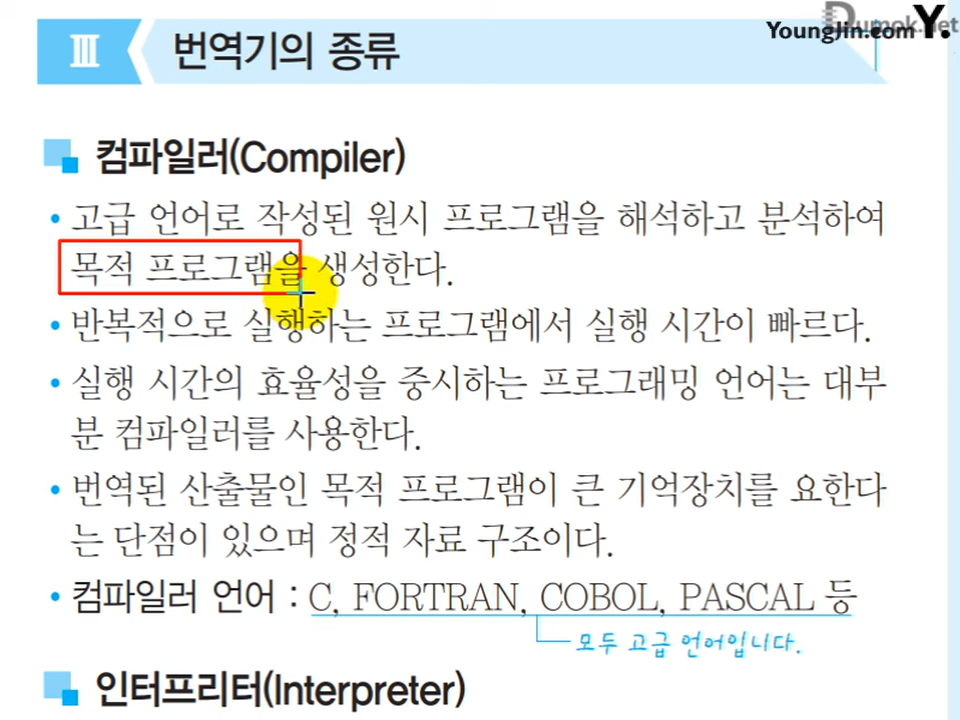 Dumok.net
YoungJin.com Y.
Ⅲ 번역기의 종류
컴파일러(Compiler)
• 고급 언어로 작성된 원시 프로그램을 해석하고 분석하여
목적 프로그램을 생성한다.
• 반복적으로 실행하는 프로그램에서 실행 시간이 빠르다.
• 실행 시간의 효율성을 중시하는 프로그래밍 언어는 대부
분 컴파일러를 사용한다.
• 번역된 산출물인 목적 프로그램이 큰 기억장치를 요한다
는 단점이 있으며 정적 자료 구조이다.
• 컴파일러 언어 : C, FORTRAN, COBOL, PASCAL 등
모두 고급 언어입니다.
인터프리터(Interpreter)